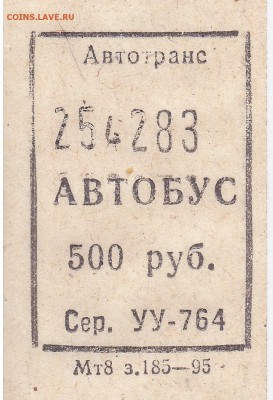 COINS.LAVE.RU
Автотранс
254283
АВТОБУС
500 руб.
Сер. УУ-764
Мт8 з.185—95